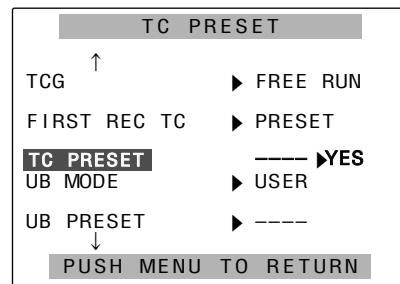 TC PRESET
↑
TCG ▶ FREE RUN
FIRST REC TC ▶ PRESET
TC PRESET ---- ▶YES
UB MODE ▶ USER
UB PRESET ▶ ----
↓
PUSH MENU TO RETURN